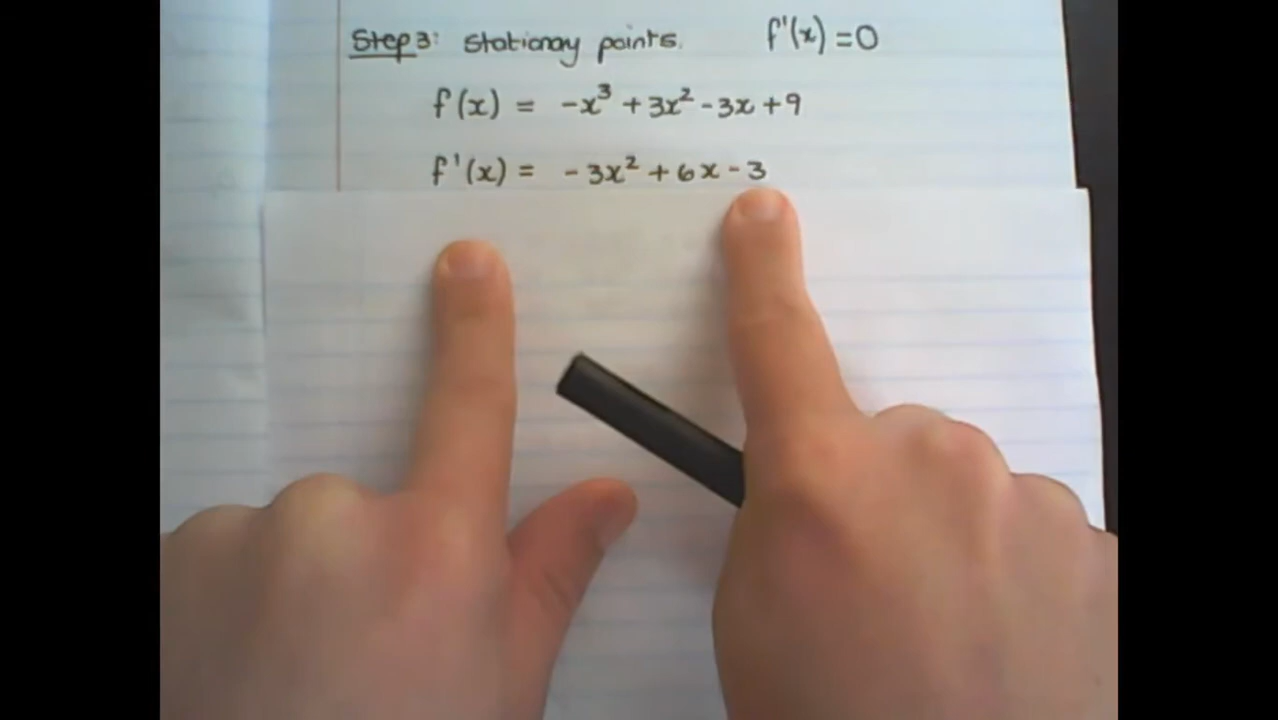 Step 3: Stationary points. f'(x) = 0
f(x) = -x³ + 3x² - 3x + 9
f'(x) = -3x² + 6x - 3